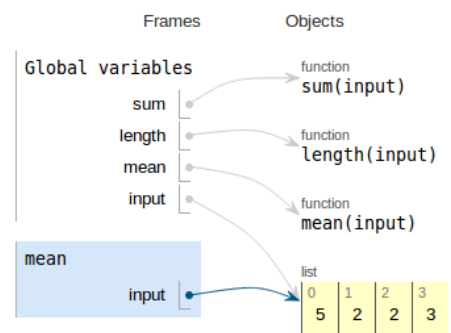 Frames Objects
Global variables
function
sum sum(input)
function
length length(input)
mean
function
input mean(input)
mean
list
0 1 2 3
input 5 2 2 3